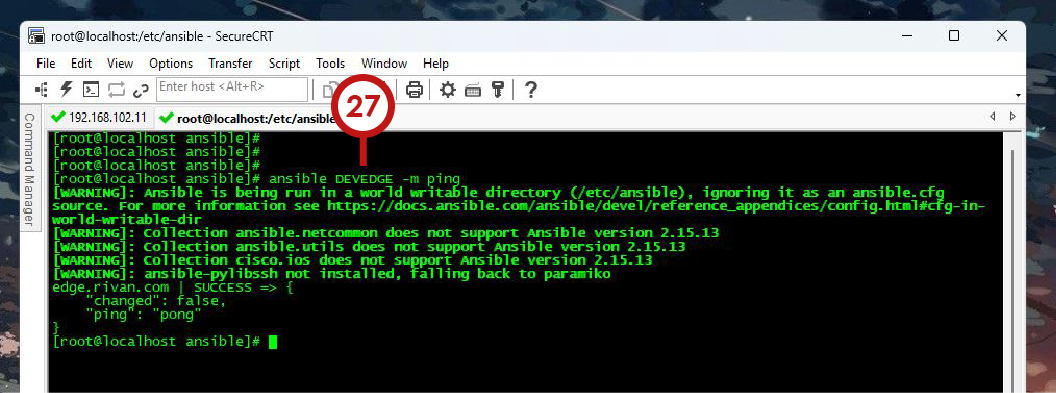 root@localhost:/etc/ansible - SecureCRT
File Edit View Options Transfer Script Tools Window Help
Enter host <Alt+R>
27
192.168.102.11 root@localhost:/etc/ansible
Command Manager
[root@localhost ansible]#
[root@localhost ansible]#
[root@localhost ansible]#
[root@localhost ansible]# ansible DEVEDGE -m ping
[WARNING]: Ansible is being run in a world writable directory (/etc/ansible), ignoring it as an ansible.cfg
source. For more information see https://docs.ansible.com/ansible/devel/reference_appendices/config.html#cfg-in-
world-writable-dir
[WARNING]: Collection ansible.netcommon does not support Ansible version 2.15.13
[WARNING]: Collection ansible.utils does not support Ansible version 2.15.13
[WARNING]: Collection cisco.ios does not support Ansible version 2.15.13
[WARNING]: ansible-pylibssh not installed, falling back to paramiko
edge.rivan.com | SUCCESS => {
    "changed": false,
    "ping": "pong"
}
[root@localhost ansible]#